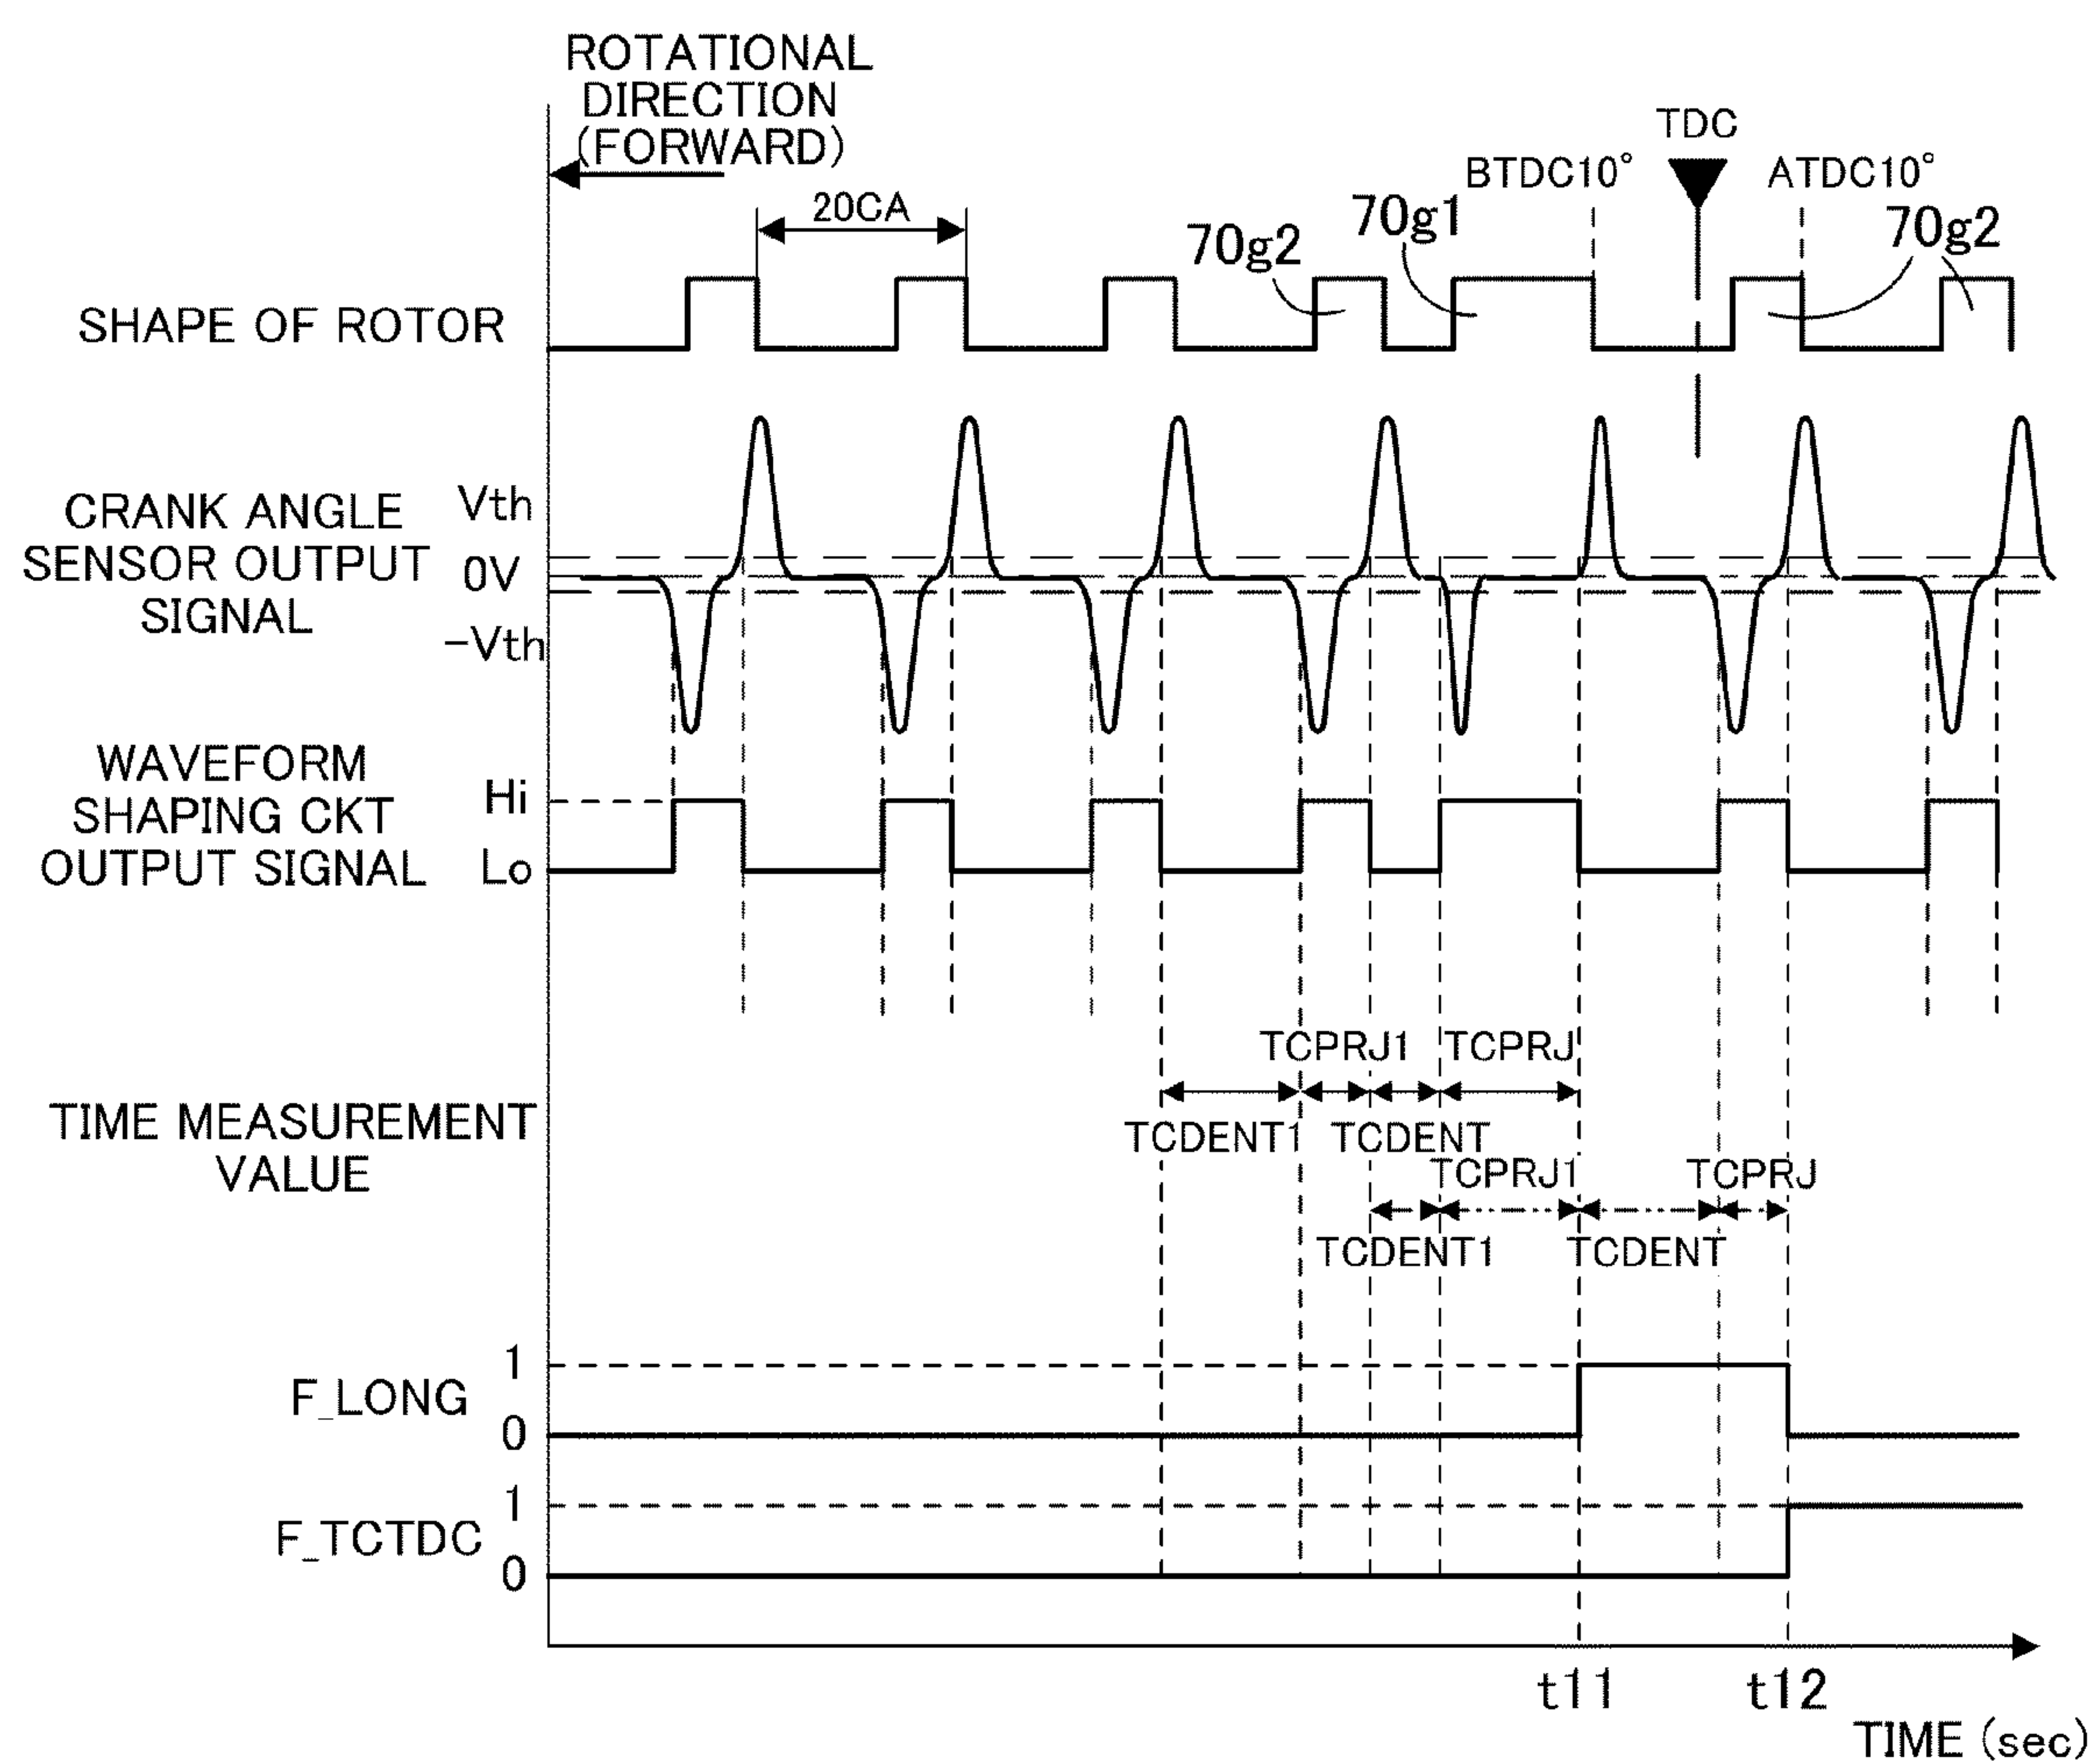 ROTATIONAL
DIRECTION
(FORWARD)
TDC
BTDC10°
ATDC10°
20CA
70g2
70g1
70g2
SHAPE OF ROTOR
CRANK ANGLE
SENSOR OUTPUT
SIGNAL
Vth
0V
-Vth
WAVEFORM
SHAPING CKT
OUTPUT SIGNAL
Hi
Lo
TCPRJ1
TCPRJ
TIME MEASUREMENT
VALUE
TCDENT1
TCDENT
TCPRJ1
TCPRJ
TCDENT1
TCDENT
F_LONG
1
0
F_TCTDC
1
0
t11
t12
TIME (sec)